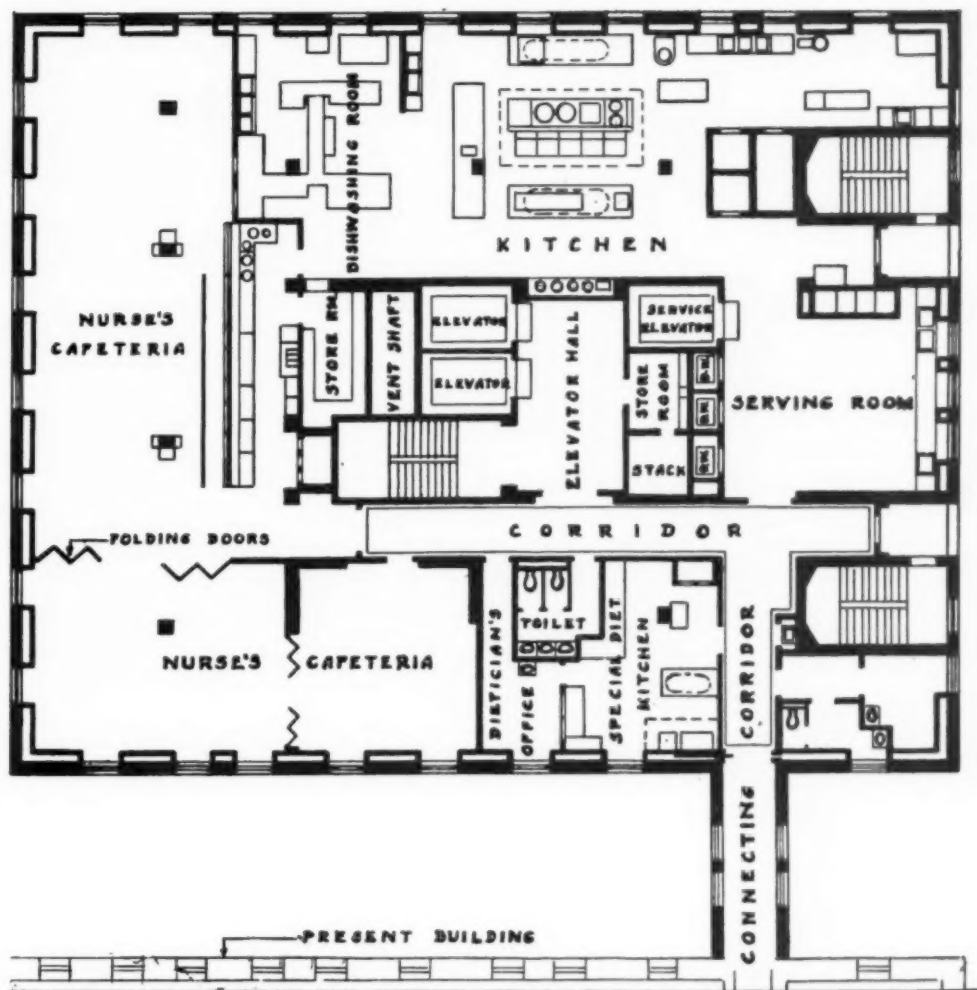 DISHWASHING ROOM
KITCHEN
NURSE'S
CAFETERIA
STORE RM.
VENT SHAFT
ELEVATOR
ELEVATOR
ELEVATOR HALL
SERVICE
ELEVATOR
STORE
ROOM
SERVING ROOM
STACK
CORRIDOR
FOLDING DOORS
NURSE'S CAFETERIA
DIETICIAN'S
OFFICE
TOILET
SPECIAL DIET
KITCHEN
CORRIDOR
CONNECTING
PRESENT BUILDING